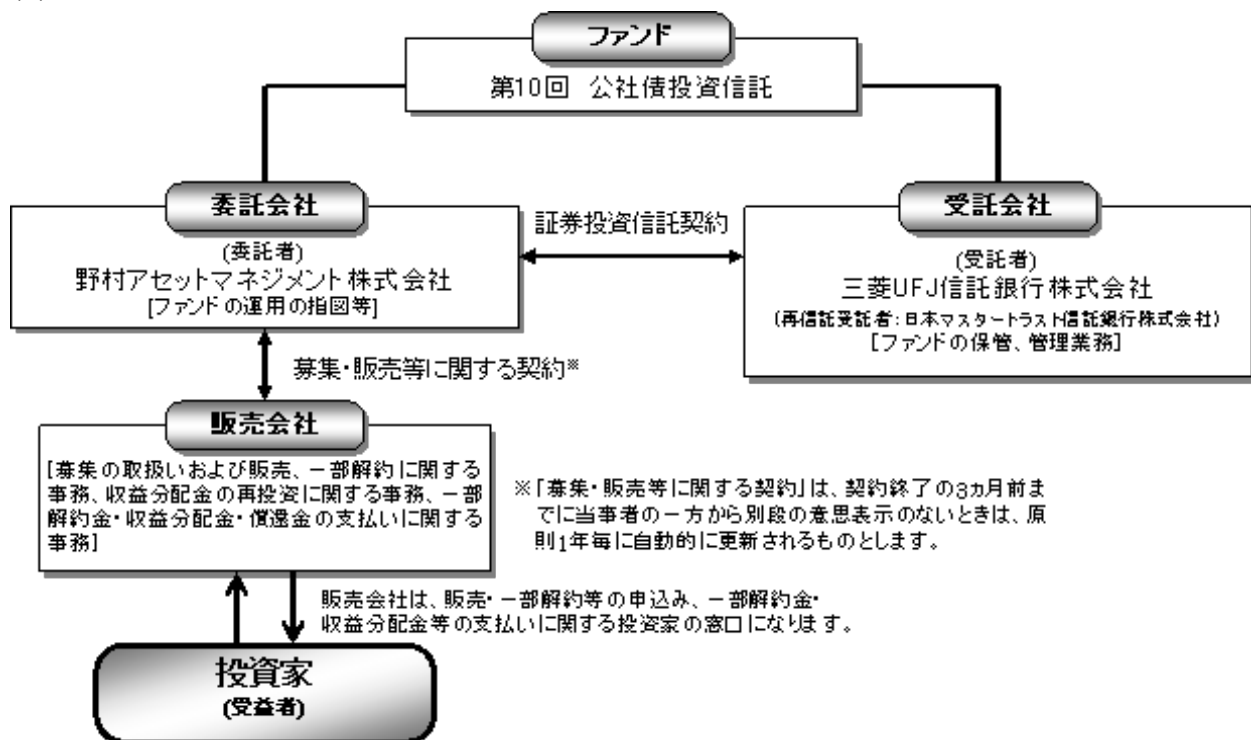 ファンド
第10回　公社債投資信託
委託会社
(委託者)
野村アセットマネジメント株式会社
[ファンドの運用の指図等]
証券投資信託契約
受託会社
(受託者)
三菱UFJ信託銀行株式会社
(再信託受託者:日本マスタートラスト信託銀行株式会社)
[ファンドの保管、管理業務]
募集・販売等に関する契約※
販売会社
[募集の取扱いおよび販売、一部解約に関する
事務、収益分配金の再投資に関する事務、一部
解約金・収益分配金・償還金の支払いに関する
事務]
※「募集・販売等に関する契約」は、契約終了の3ヵ月前ま
でに当事者の一方から別段の意思表示のないときは、原
則1年毎に自動的に更新されるものとします。
販売会社は、販売・一部解約等の申込み、一部解約金・
収益分配金等の支払いに関する投資家の窓口になります。
投資家
(受益者)